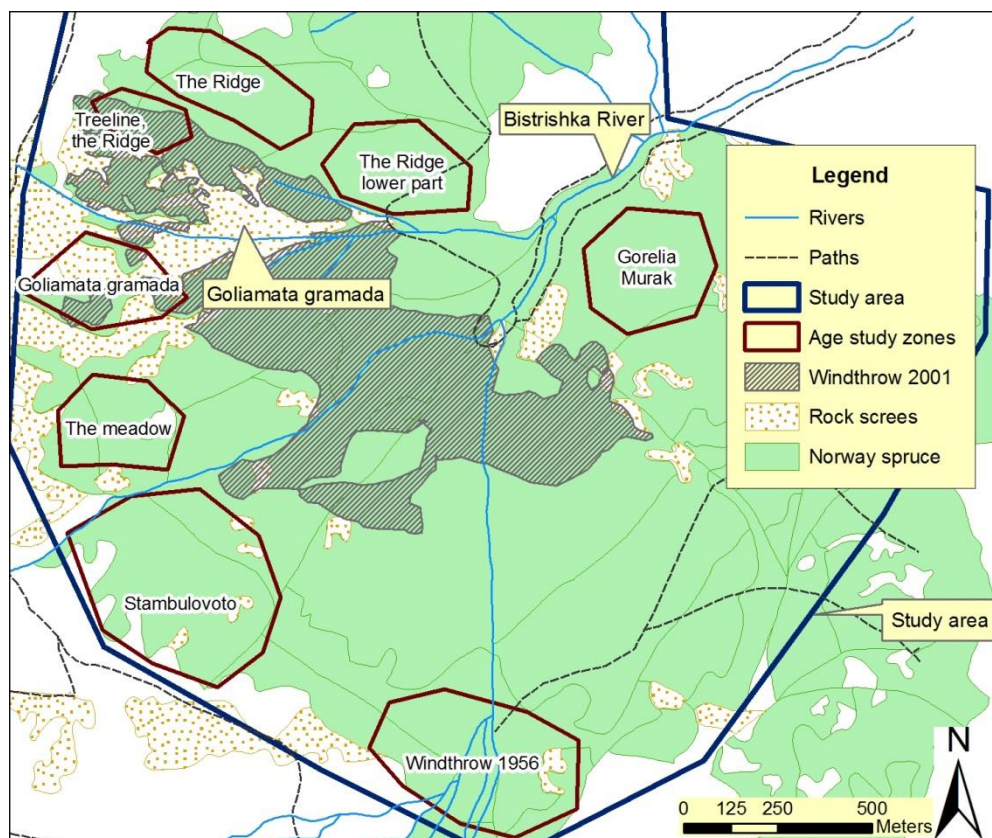 The Ridge
Treeline,
the Ridge
The Ridge
lower part
Bistrishka River
Goliamata gramada
Goliamata gramada
Gorelia
Murak
The meadow
Stambulovoto
Windthrow 1956
Study area
Legend
Rivers
Paths
Study area
Age study zones
Windthrow 2001
Rock screes
Norway spruce
N
0 125 250 500
Meters